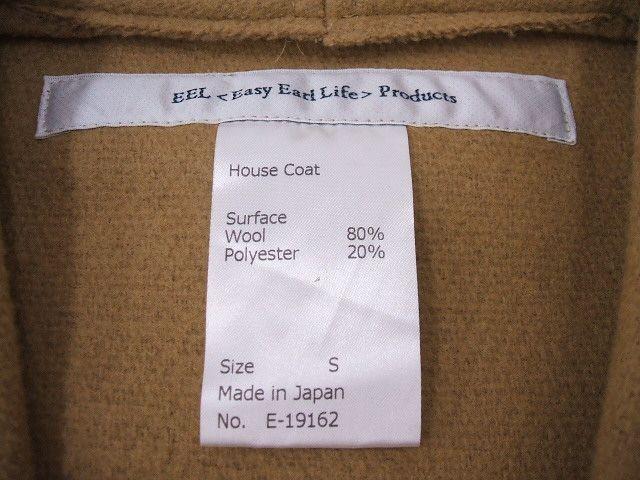 EEL <Easy Earl Life> Products
House Coat
Surface
Wool 80%
Polyester 20%
Size S
Made in Japan
No. E-19162